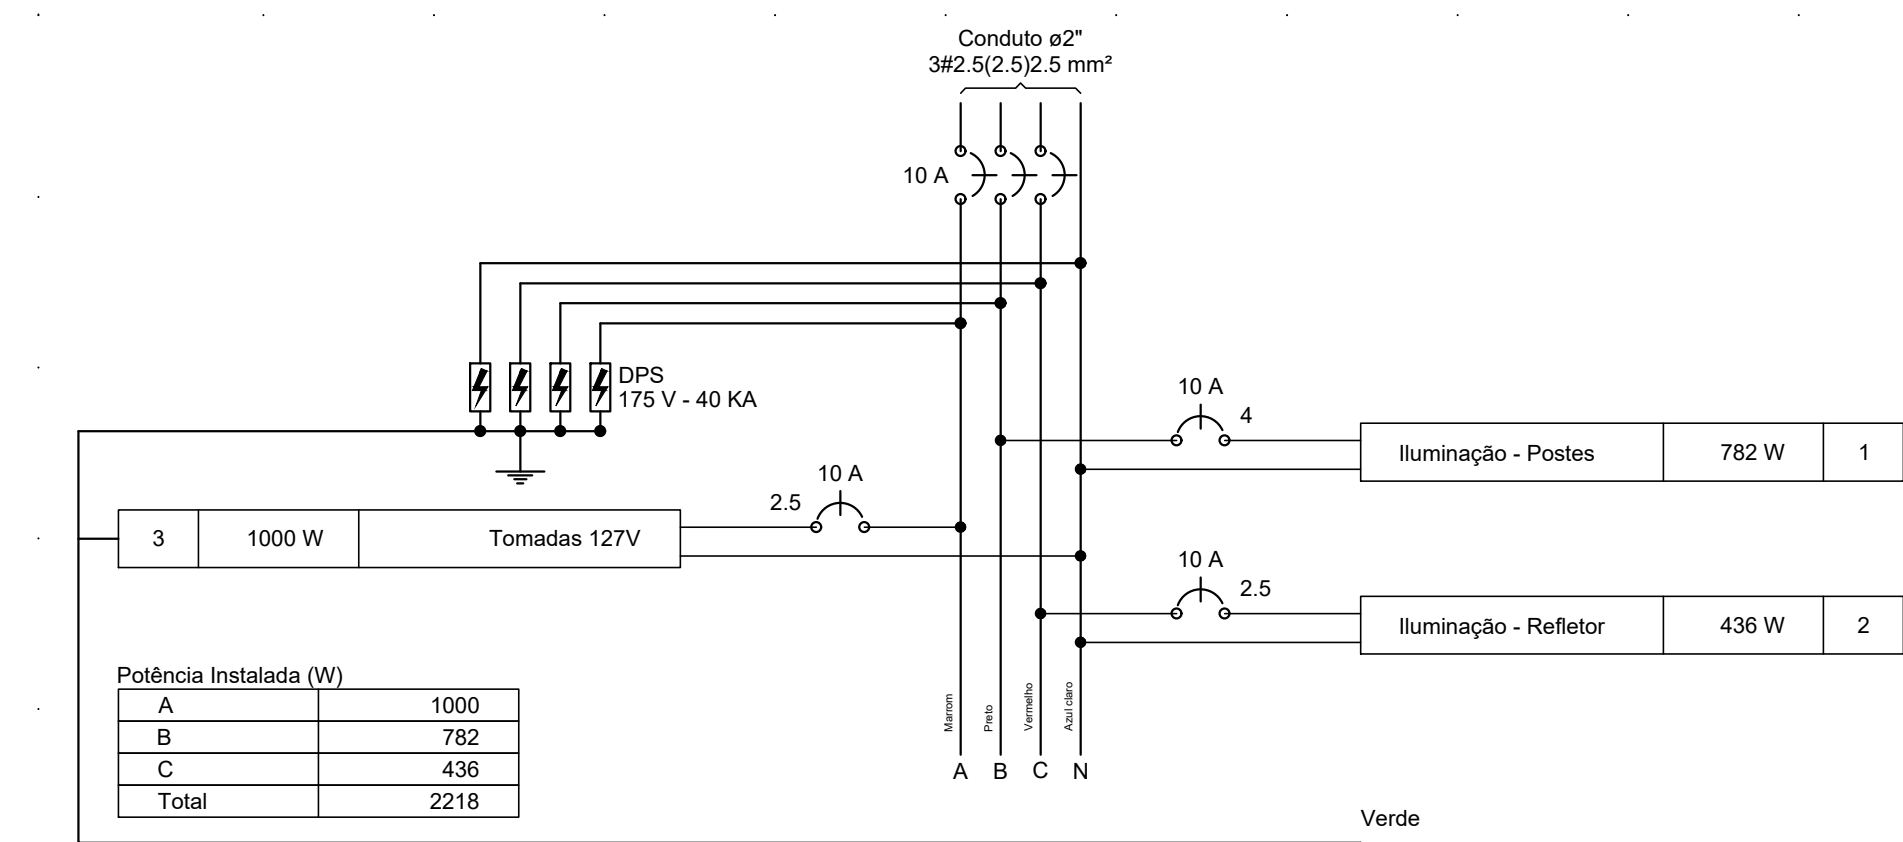 Conduto ø2"
3#2.5(2.5)2.5 mm²
10 A
DPS
175 V - 40 KA
10 A
4
Iluminação - Postes 782 W 1
10 A
2.5
3 1000 W Tomadas 127V
10 A
2.5
Iluminação - Refletor 436 W 2
Potência Instalada (W)
A 1000
B 782
C 436
Total 2218
Marrom
Preto
Vermelho
Azul claro
A B C N
Verde